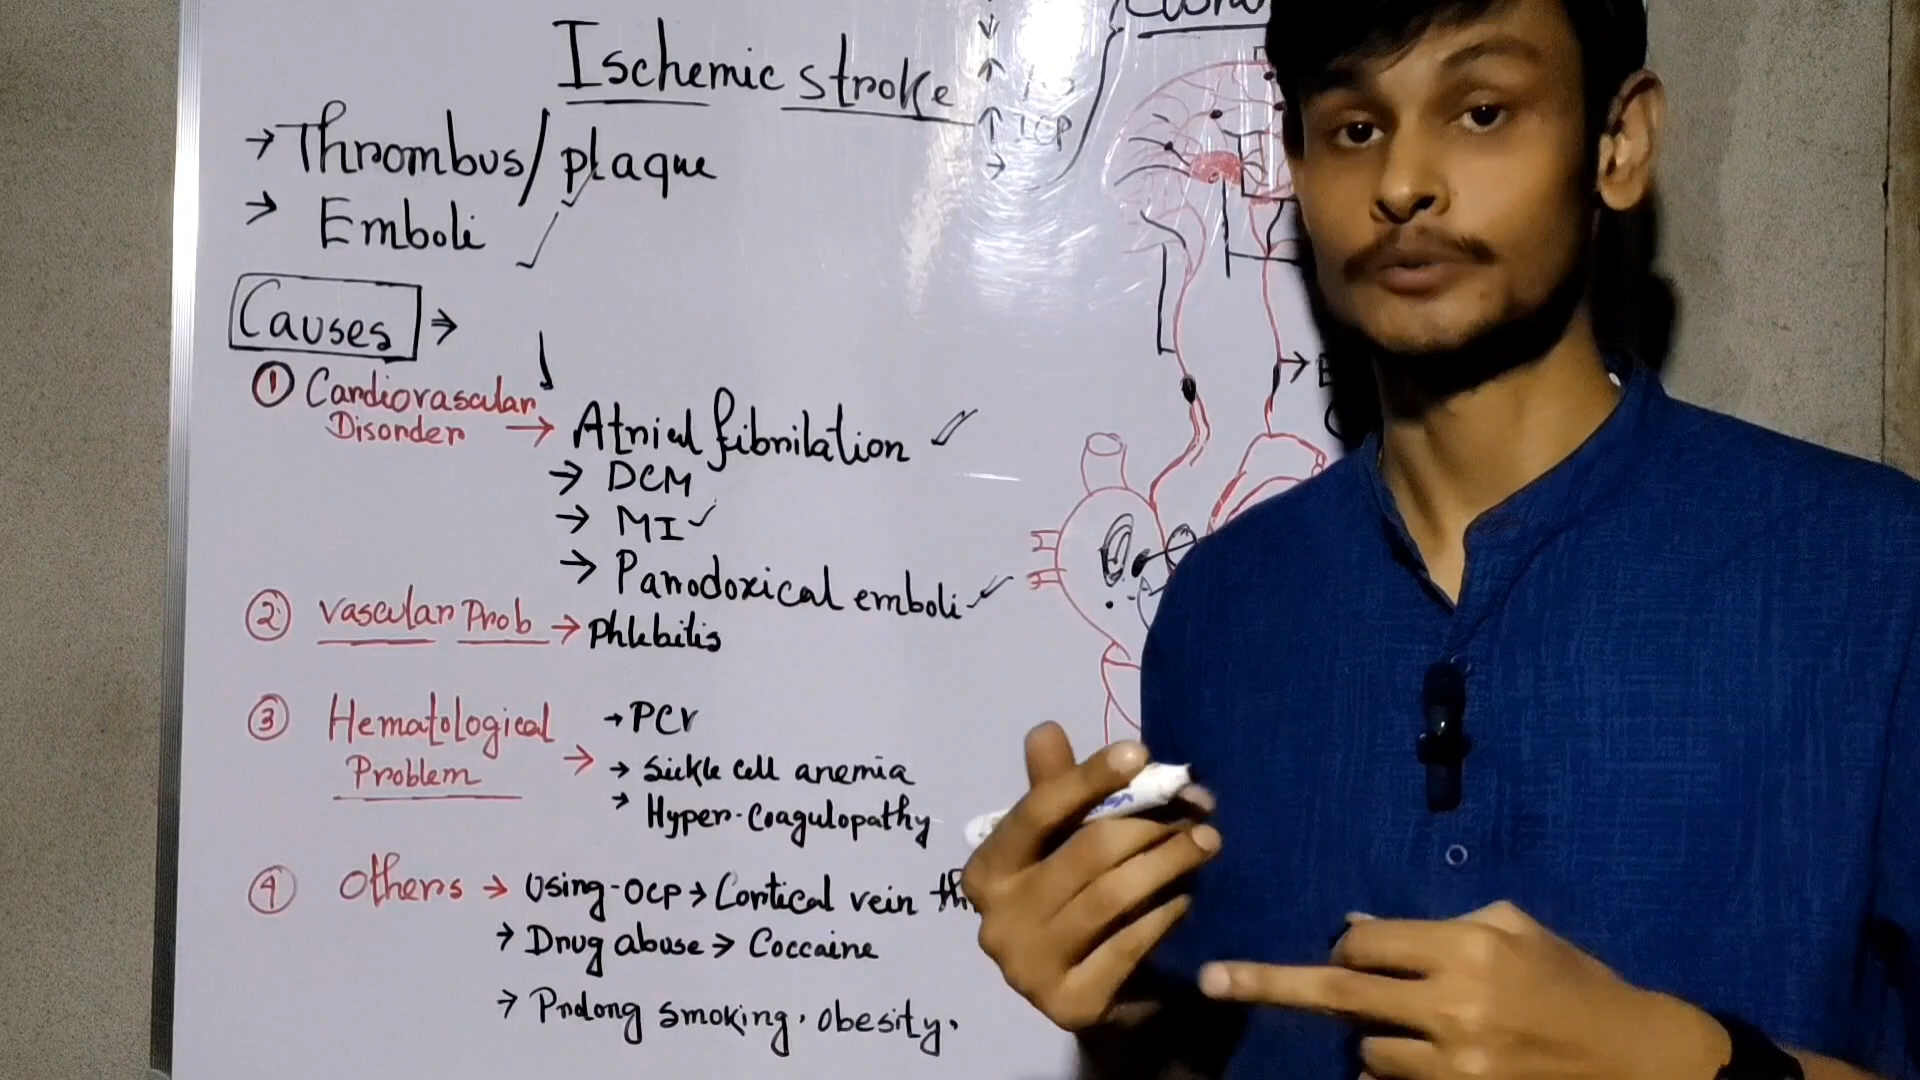 Ischemic stroke
→ Thrombus/plaque
→ Emboli
↑ ICP
Causes ⇒
① Cardiovascular Disorder → Atrial fibrilation ✓
→ DCM
→ MI ✓
→ Parodoxical emboli ✓
② Vascular Prob → Phlebitis
③ Hematological Problem → → PCV
→ Sickle cell anemia
→ Hyper-Coagulopathy
④ Others → Using-OCP → Cortical vein
→ Drug abuse → Coccaine
→ Prolong smoking, obesity.